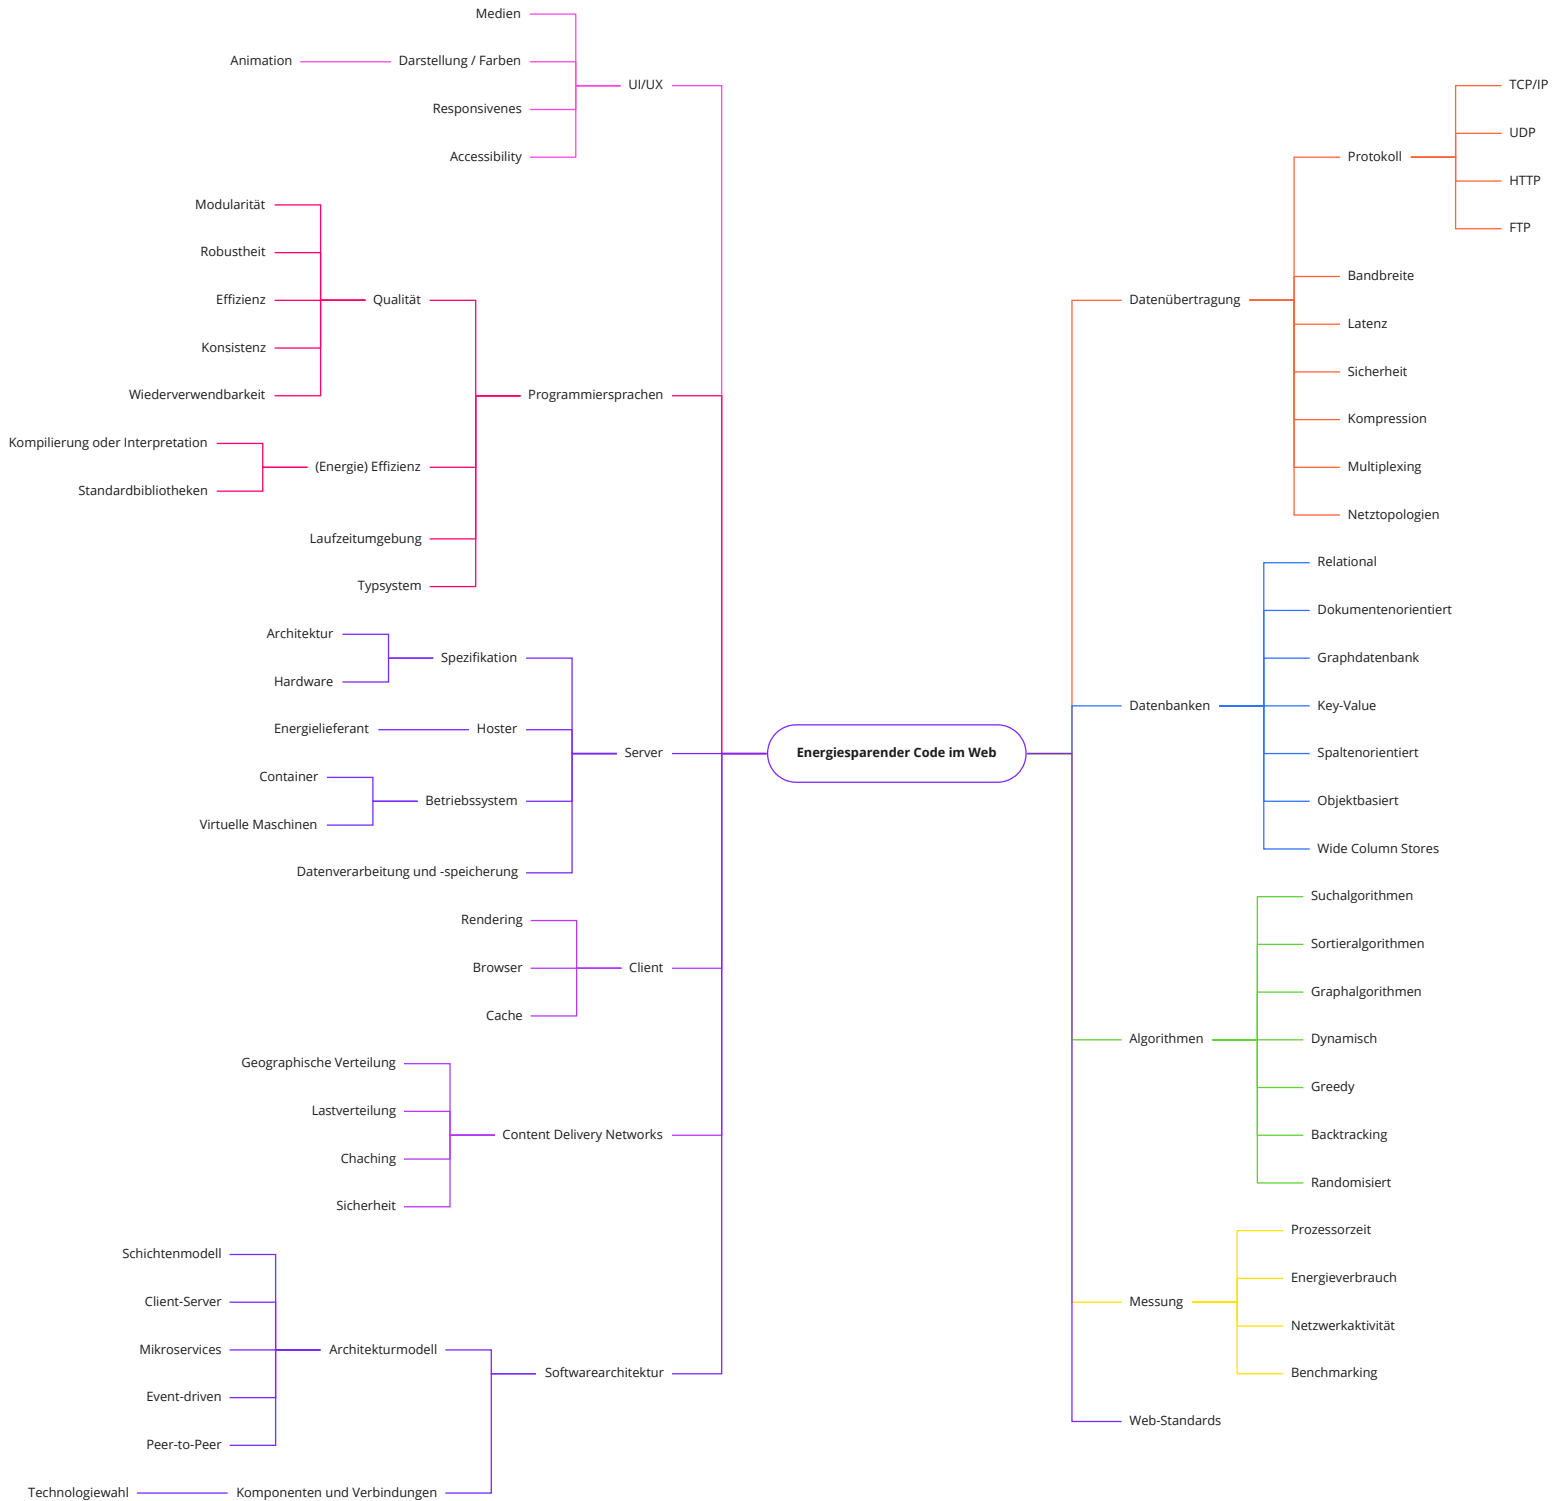 Medien
Animation
Darstellung / Farben
UI/UX
Responsivenes
Accessibility
Modularität
Robustheit
Effizienz
Qualität
Konsistenz
Wiederverwendbarkeit
Programmiersprachen
Kompilierung oder Interpretation
(Energie) Effizienz
Standardbibliotheken
Laufzeitumgebung
Typsystem
Architektur
Spezifikation
Hardware
Energielieferant
Hoster
Server
Container
Betriebssystem
Virtuelle Maschinen
Datenverarbeitung und -speicherung
Rendering
Browser
Client
Cache
Geographische Verteilung
Lastverteilung
Content Delivery Networks
Chaching
Sicherheit
Schichtenmodell
Client-Server
Mikroservices
Architekturmodell
Softwarearchitektur
Event-driven
Peer-to-Peer
Technologiewahl
Komponenten und Verbindungen
Energiesparender Code im Web
TCP/IP
UDP
Protokoll
HTTP
FTP
Bandbreite
Datenübertragung
Latenz
Sicherheit
Kompression
Multiplexing
Netztopologien
Relational
Dokumentenorientiert
Graphdatenbank
Datenbanken
Key-Value
Spaltenorientiert
Objektbasiert
Wide Column Stores
Suchalgorithmen
Sortieralgorithmen
Graphalgorithmen
Algorithmen
Dynamisch
Greedy
Backtracking
Randomisiert
Prozessorzeit
Energieverbrauch
Messung
Netzwerkaktivität
Benchmarking
Web-Standards